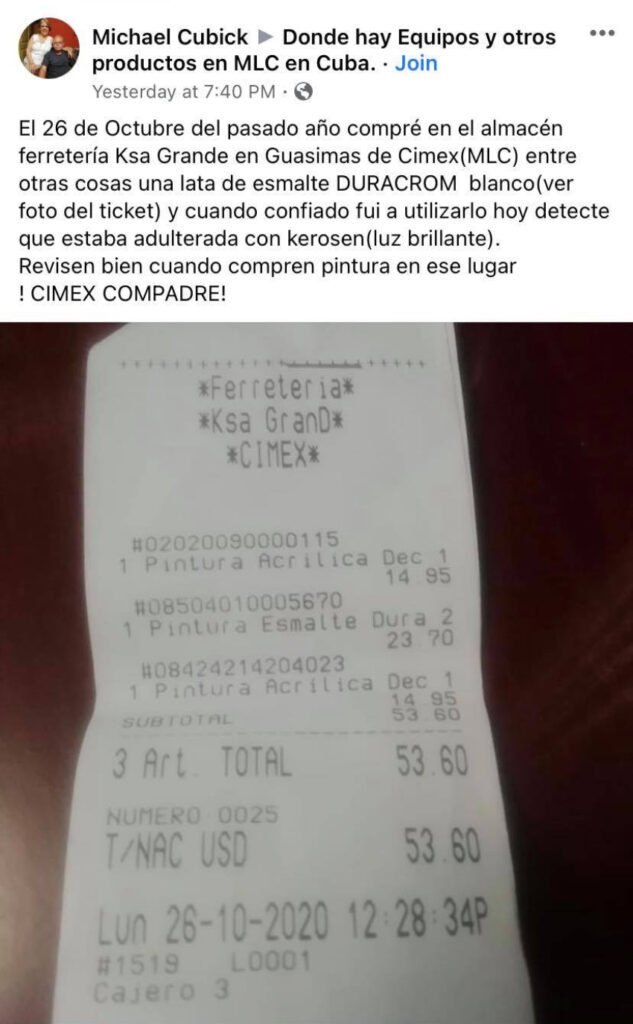 Michael Cubick ▶ Donde hay Equipos y otros
productos en MLC en Cuba. · Join
Yesterday at 7:40 PM ·
El 26 de Octubre del pasado año compré en el almacén
ferretería Ksa Grande en Guasimas de Cimex(MLC) entre
otras cosas una lata de esmalte DURACROM  blanco(ver
foto del ticket) y cuando confiado fui a utilizarlo hoy detecte
que estaba adulterada con kerosen(luz brillante).
Revisen bien cuando compren pintura en ese lugar
! CIMEX COMPADRE!
*Ferreteria*
*Ksa GranD*
*CIMEX*
#02020090000115
1 Pintura Acrilica Dec 1
14 95
#08504010005670
1 Pintura Esmalte Dura 2
23 70
#08424214204023
1 Pintura Acrilica Dec 1
14 95
SUBTOTAL 53 60
3 Art. TOTAL 53.60
NUMERO 0025
T/NAC USD 53.60
Lun 26-10-2020 12:28:34P
#1519 L0001
Cajero 3